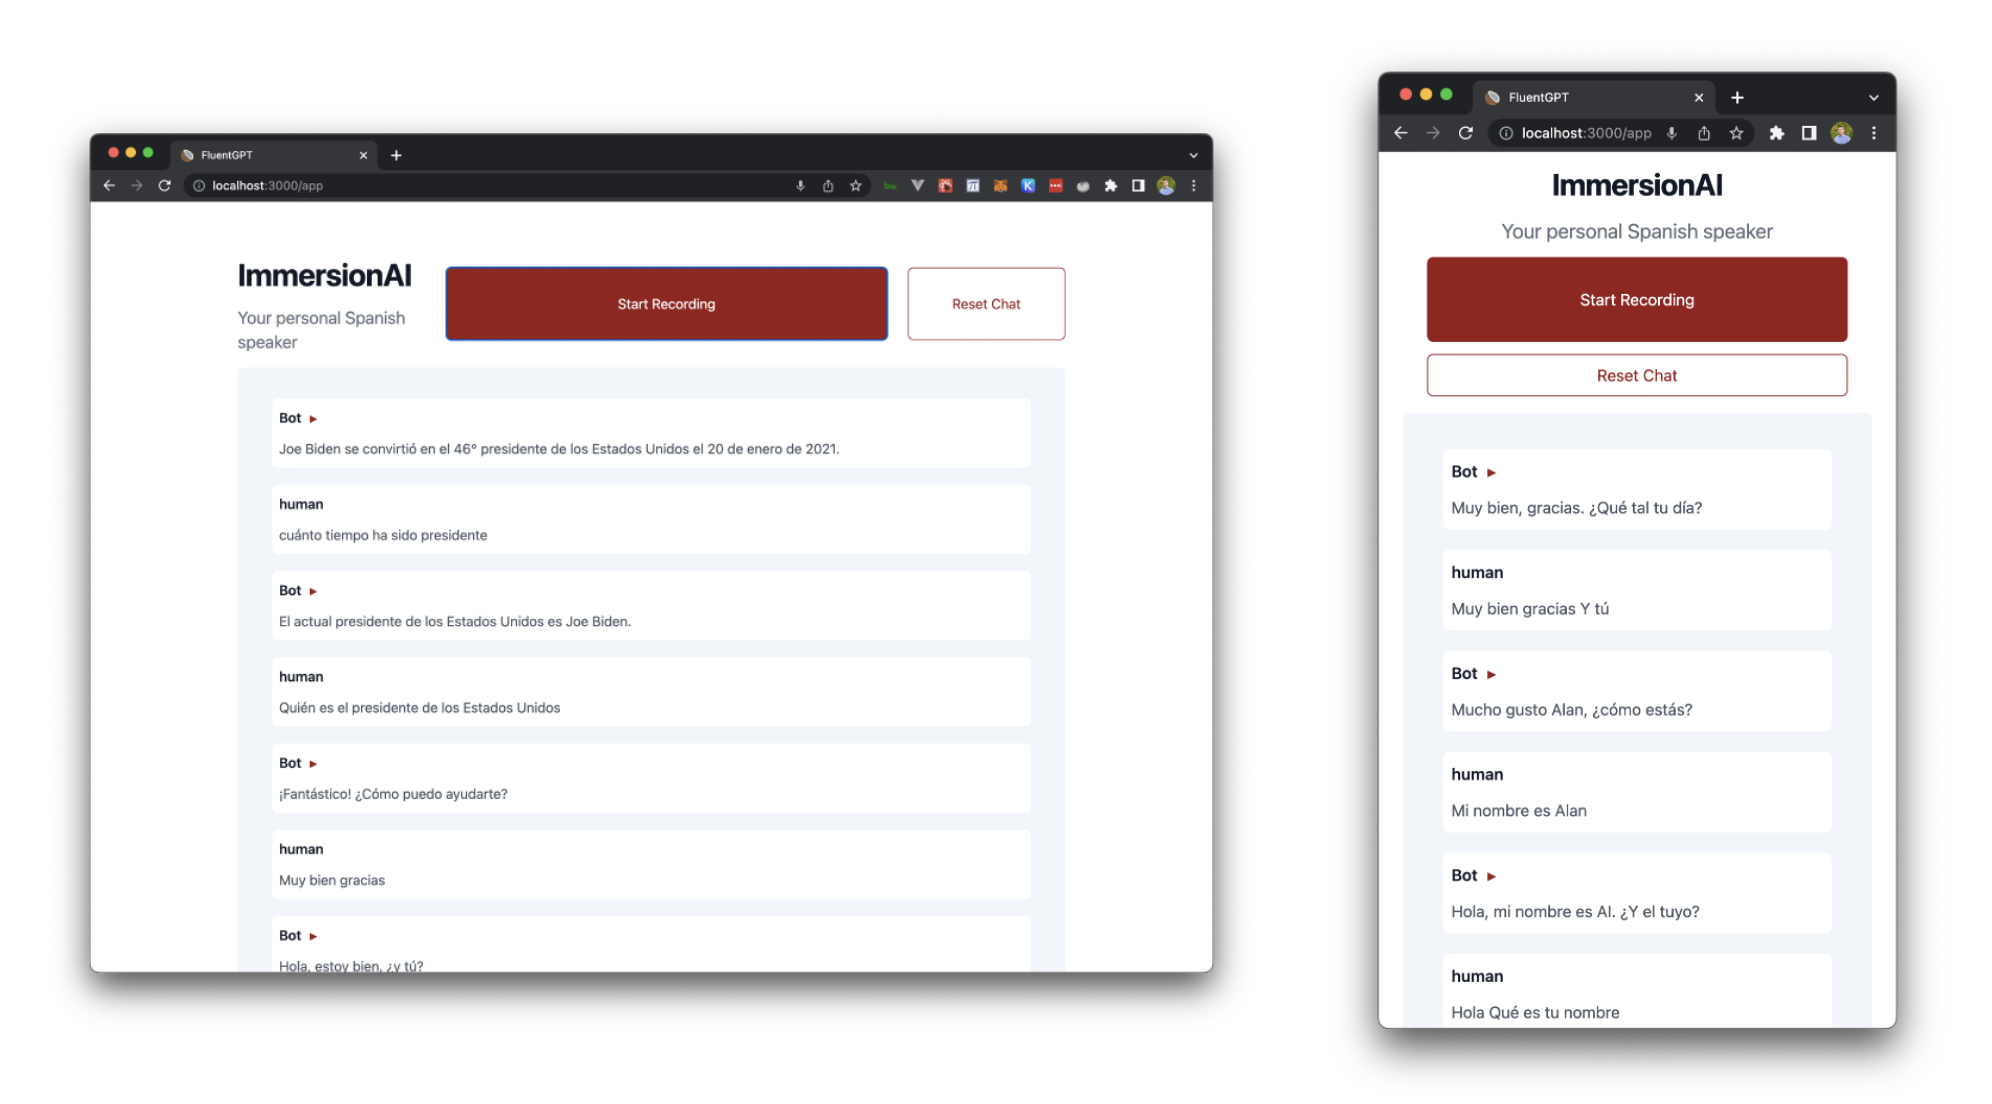 FluentGPT
localhost:3000/app
ImmersionAI
Your personal Spanish
speaker
Start Recording
Reset Chat
Bot
Joe Biden se convirtió en el 46º presidente de los Estados Unidos el 20 de enero de 2021.
human
cuánto tiempo ha sido presidente
Bot
El actual presidente de los Estados Unidos es Joe Biden.
human
Quién es el presidente de los Estados Unidos
Bot
¡Fantástico! ¿Cómo puedo ayudarte?
human
Muy bien gracias
Bot
Hola, estoy bien, ¿y tú?
FluentGPT
localhost:3000/app
ImmersionAI
Your personal Spanish speaker
Start Recording
Reset Chat
Bot
Muy bien, gracias. ¿Qué tal tu día?
human
Muy bien gracias Y tú
Bot
Mucho gusto Alan, ¿cómo estás?
human
Mi nombre es Alan
Bot
Hola, mi nombre es AI. ¿Y el tuyo?
human
Hola Qué es tu nombre